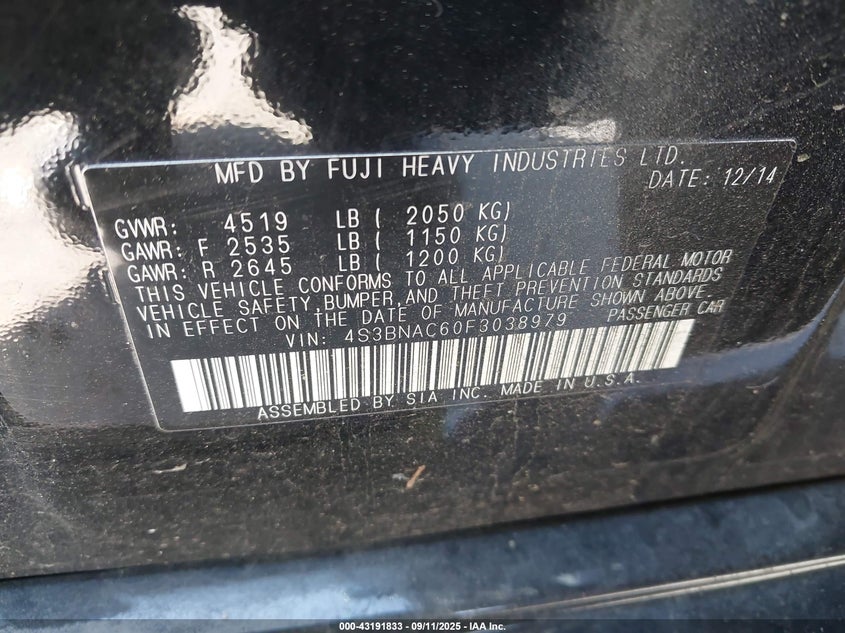 MFD BY FUJI HEAVY INDUSTRIES LTD.
DATE: 12/14
GVWR: 4519 LB ( 2050 KG)
GAWR: F 2535 LB ( 1150 KG)
GAWR: R 2645 LB ( 1200 KG)
THIS VEHICLE CONFORMS TO ALL APPLICABLE FEDERAL MOTOR
VEHICLE SAFETY,BUMPER,AND THEFT PREVENTION STANDARDS
IN EFFECT ON THE DATE OF MANUFACTURE SHOWN ABOVE
VIN: 4S3BNAC60F3038979 PASSENGER CAR
ASSEMBLED BY SIA INC. MADE IN U.S.A.
000-43191833 - 09/11/2025 - IAA Inc.